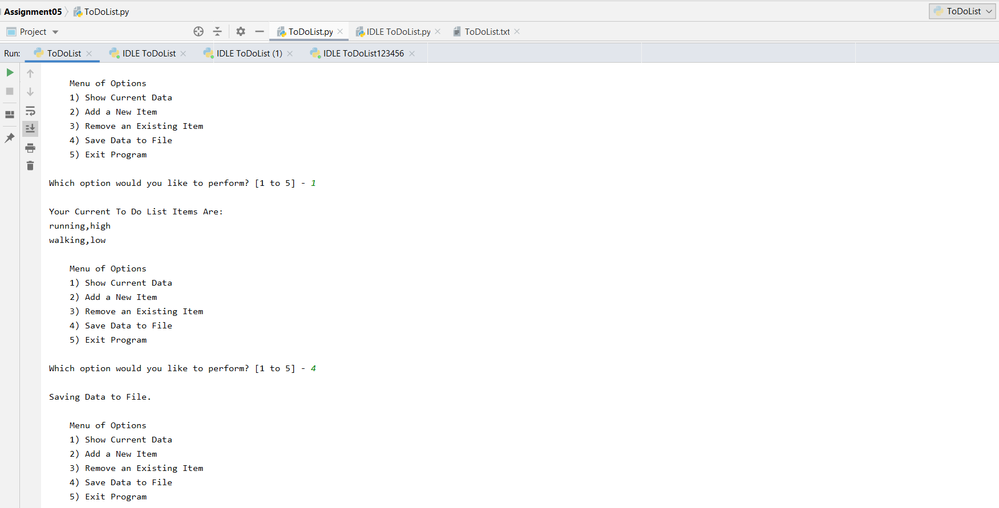 Assignment05 ToDoList.py ToDoList
Project ToDoList.py IDLE ToDoList.py ToDoList.txt
Run: ToDoList IDLE ToDoList IDLE ToDoList (1) IDLE ToDoList123456
Menu of Options
1) Show Current Data
2) Add a New Item
3) Remove an Existing Item
4) Save Data to File
5) Exit Program
Which option would you like to perform? [1 to 5] - 1
Your Current To Do List Items Are:
running,high
walking,low
Menu of Options
1) Show Current Data
2) Add a New Item
3) Remove an Existing Item
4) Save Data to File
5) Exit Program
Which option would you like to perform? [1 to 5] - 4
Saving Data to File.
Menu of Options
1) Show Current Data
2) Add a New Item
3) Remove an Existing Item
4) Save Data to File
5) Exit Program